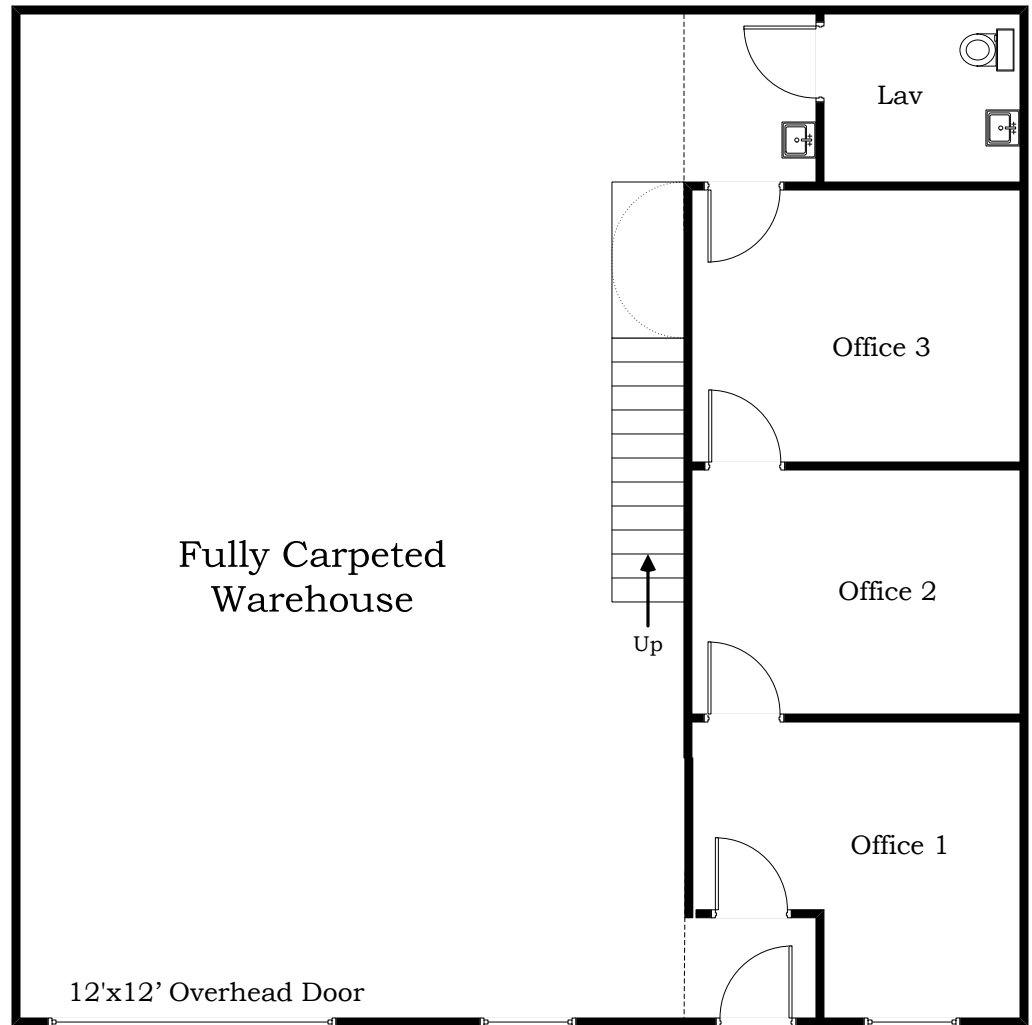 Lav
Office 3
Fully Carpeted
Warehouse
Office 2
Up
Office 1
12'x12’ Overhead Door